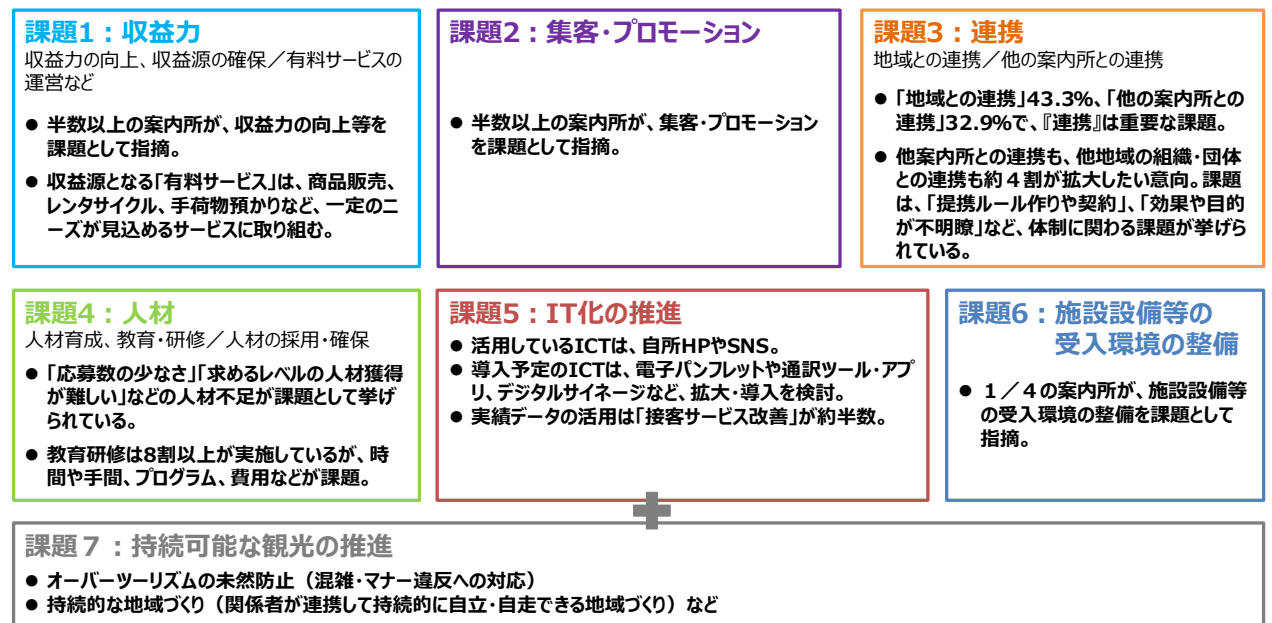 課題1：収益力
収益力の向上、収益源の確保／有料サービスの
運営など
● 半数以上の案内所が、収益力の向上等を
課題として指摘。
● 収益源となる「有料サービス」は、商品販売、
レンタサイクル、手荷物預かりなど、一定のニ
ーズが見込めるサービスに取り組む。
課題2：集客・プロモーション
● 半数以上の案内所が、集客・プロモーション
を課題として指摘。
課題3：連携
地域との連携／他の案内所との連携
● 「地域との連携」43.3%、「他の案内所との
連携」32.9%で、『連携』は重要な課題。
● 他案内所との連携も、他地域の組織・団体
との連携も約４割が拡大したい意向。課題
は、「提携ルール作りや契約」、「効果や目的
が不明瞭」など、体制に関わる課題が挙げら
れている。
課題4：人材
人材育成、教育・研修／人材の採用・確保
● 「応募数の少なさ」「求めるレベルの人材獲得
が難しい」などの人材不足が課題として挙げ
られている。
● 教育研修は8割以上が実施しているが、時
間や手間、プログラム、費用などが課題。
課題5：IT化の推進
● 活用しているICTは、自所HPやSNS。
● 導入予定のICTは、電子パンフレットや通訳ツール・アプ
リ、デジタルサイネージなど、拡大・導入を検討。
● 実績データの活用は「接客サービス改善」が約半数。
課題6：施設設備等の
受入環境の整備
● １／４の案内所が、施設設備等
の受入環境の整備を課題として
指摘。
課題７：持続可能な観光の推進
● オーバーツーリズムの未然防止（混雑・マナー違反への対応）
● 持続的な地域づくり（関係者が連携して持続的に自立・自走できる地域づくり）など